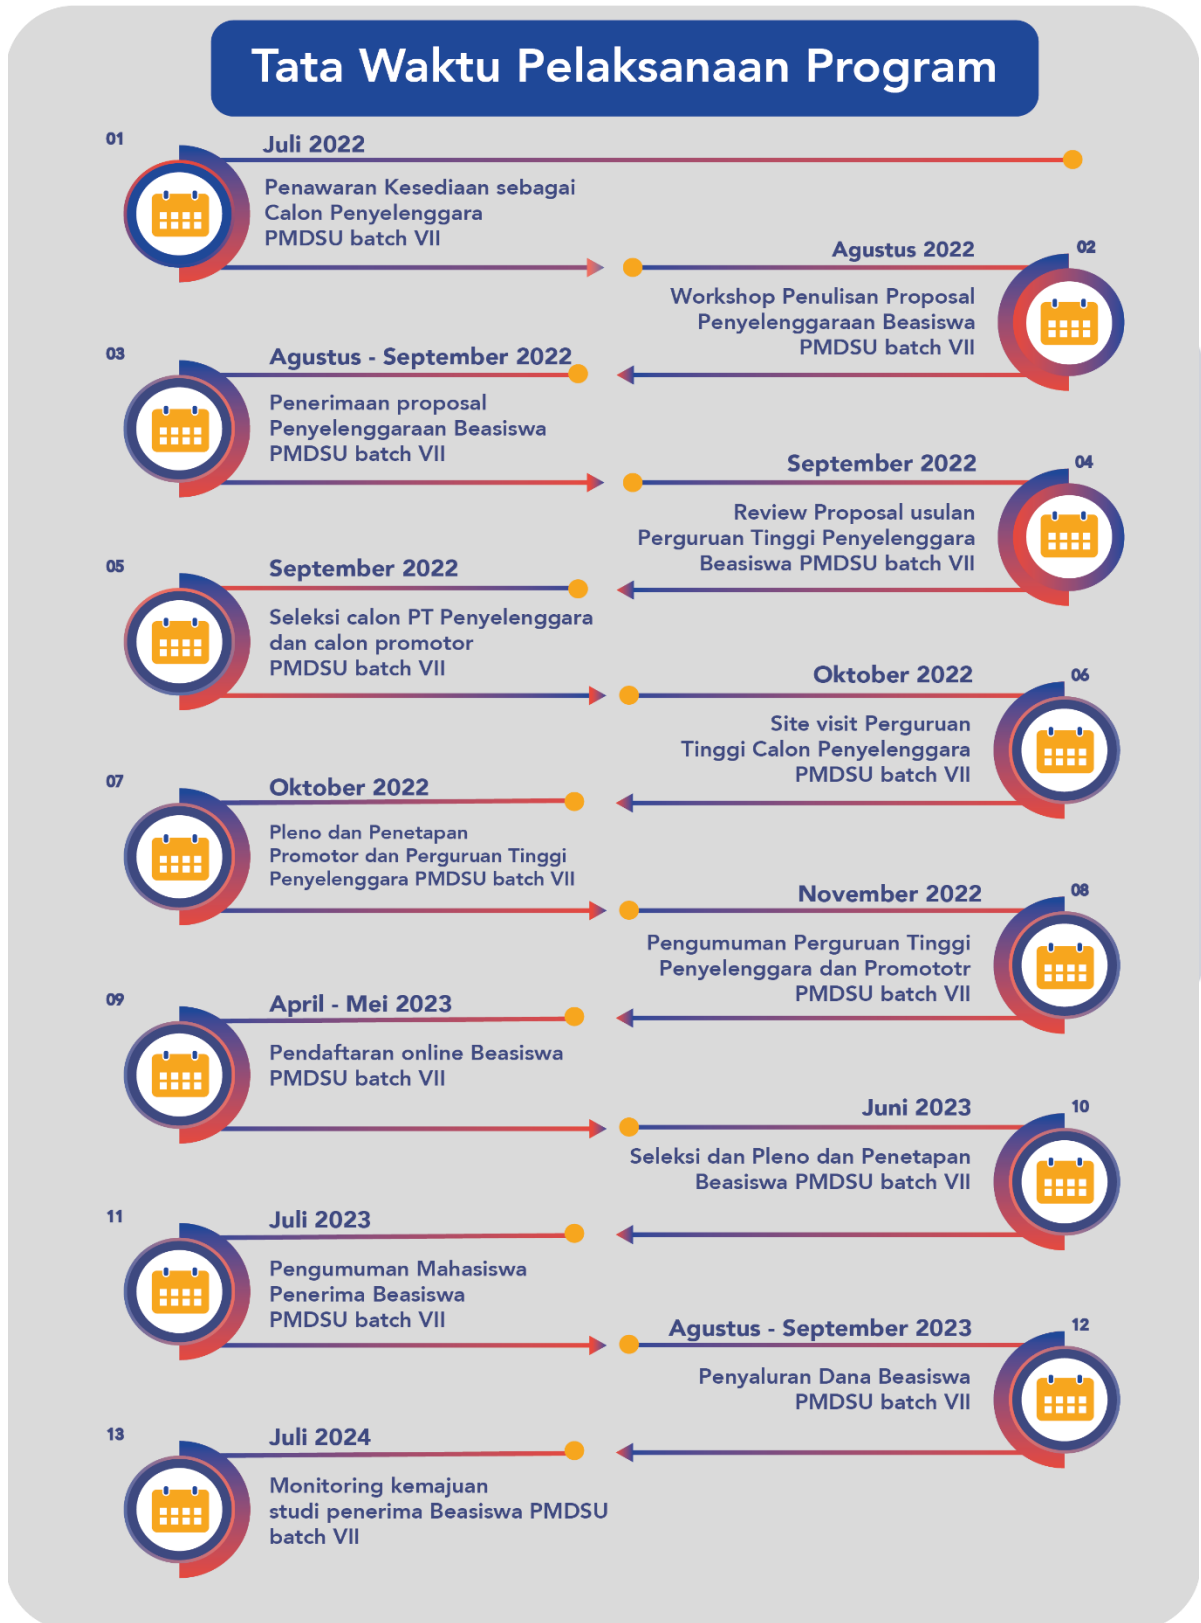 Tata Waktu Pelaksanaan Program
01
Juli 2022
Penawaran Kesediaan sebagai
Calon Penyelenggara
PMDSU batch VII
02
Agustus 2022
Workshop Penulisan Proposal
Penyelenggaraan Beasiswa
PMDSU batch VII
03
Agustus - September 2022
Penerimaan proposal
Penyelenggaraan Beasiswa
PMDSU batch VII
04
September 2022
Review Proposal usulan
Perguruan Tinggi Penyelenggara
Beasiswa PMDSU batch VII
05
September 2022
Seleksi calon PT Penyelenggara
dan calon promotor
PMDSU batch VII
06
Oktober 2022
Site visit Perguruan
Tinggi Calon Penyelenggara
PMDSU batch VII
07
Oktober 2022
Pleno dan Penetapan
Promotor dan Perguruan Tinggi
Penyelenggara PMDSU batch VII
08
November 2022
Pengumuman Perguruan Tinggi
Penyelenggara dan Promototr
PMDSU batch VII
09
April - Mei 2023
Pendaftaran online Beasiswa
PMDSU batch VII
10
Juni 2023
Seleksi dan Pleno dan Penetapan
Beasiswa PMDSU batch VII
11
Juli 2023
Pengumuman Mahasiswa
Penerima Beasiswa
PMDSU batch VII
12
Agustus - September 2023
Penyaluran Dana Beasiswa
PMDSU batch VII
13
Juli 2024
Monitoring kemajuan
studi penerima Beasiswa PMDSU
batch VII